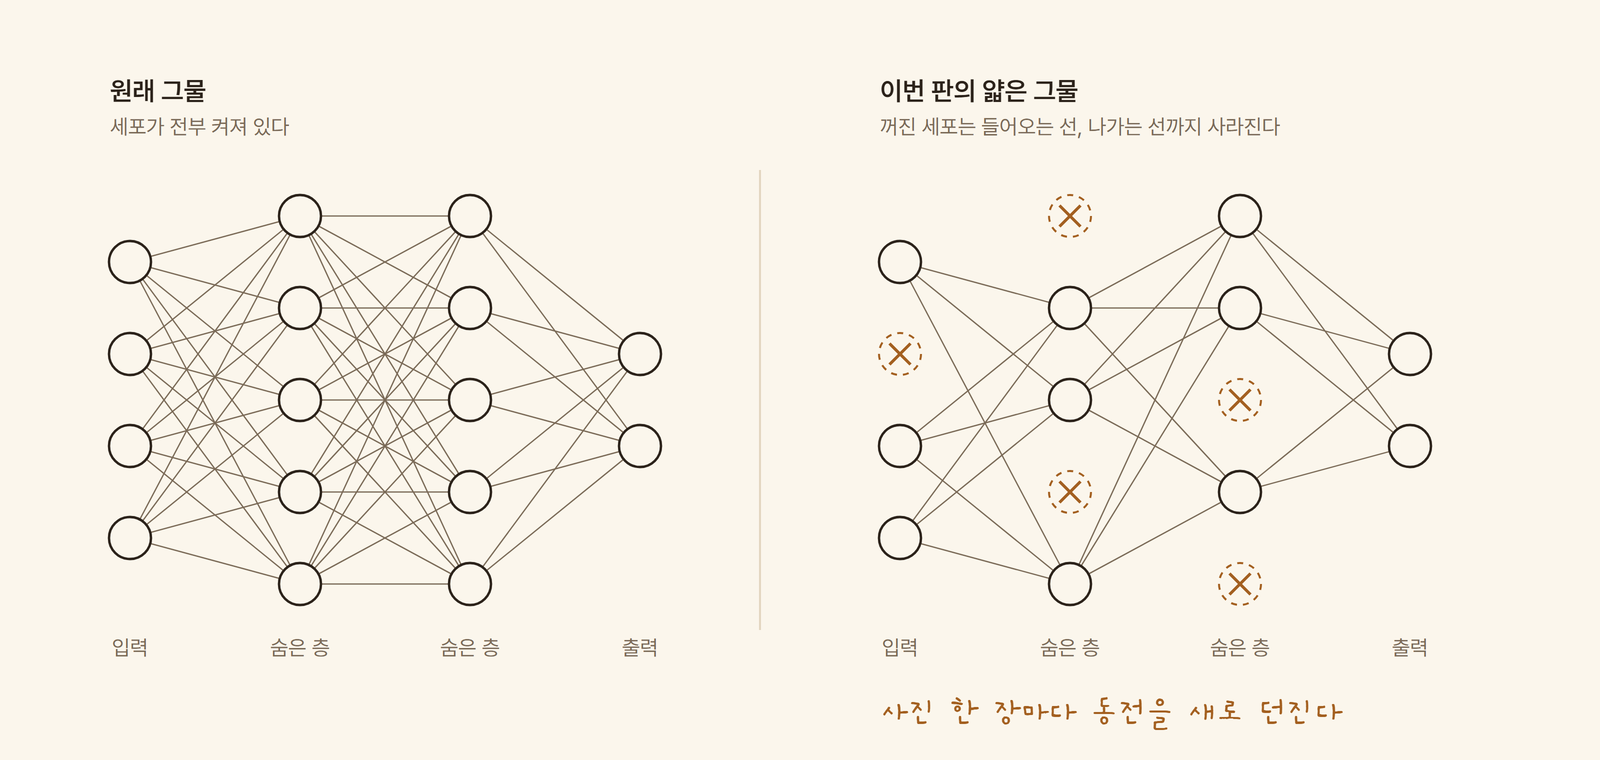 원래 그물
세포가 전부 켜져 있다
입력 숨은 층 숨은 층 출력
이번 판의 얇은 그물
꺼진 세포는 들어오는 선, 나가는 선까지 사라진다
입력 숨은 층 숨은 층 출력
사진 한 장마다 동전을 새로 던진다